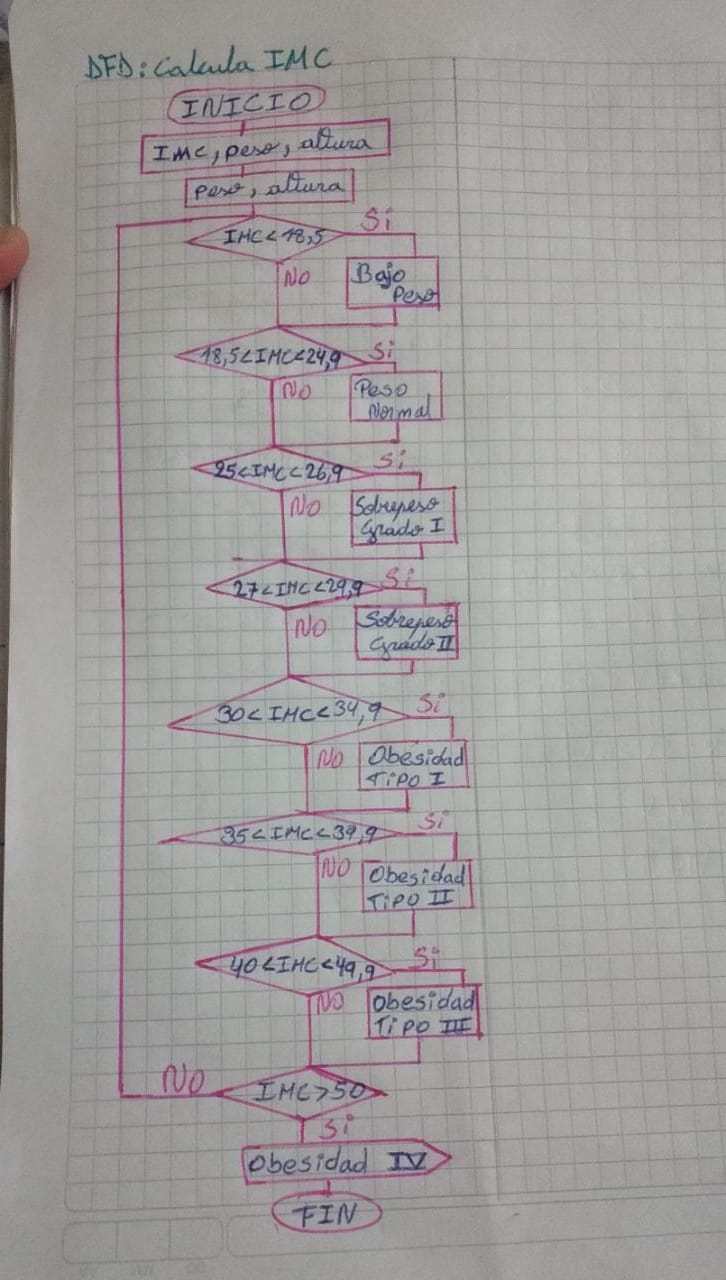 DFD: Calcula IMC
INICIO
Imc, peso, altura
peso, altura
IMC<18,5
Si
No
Bajo
Peso
18,5<IMC<24,9
Si
No
Peso
Normal
25<IMC<26,9
Si
No
Sobrepeso
Grado I
27<IMC<29,9
Si
No
Sobrepeso
Grado II
30<IMC<34,9
Si
No
Obesidad
Tipo I
35<IMC<39,9
Si
No
Obesidad
Tipo II
40<IMC<49,9
Si
No
Obesidad
Tipo III
No
IMC>50
Si
Obesidad IV
FIN